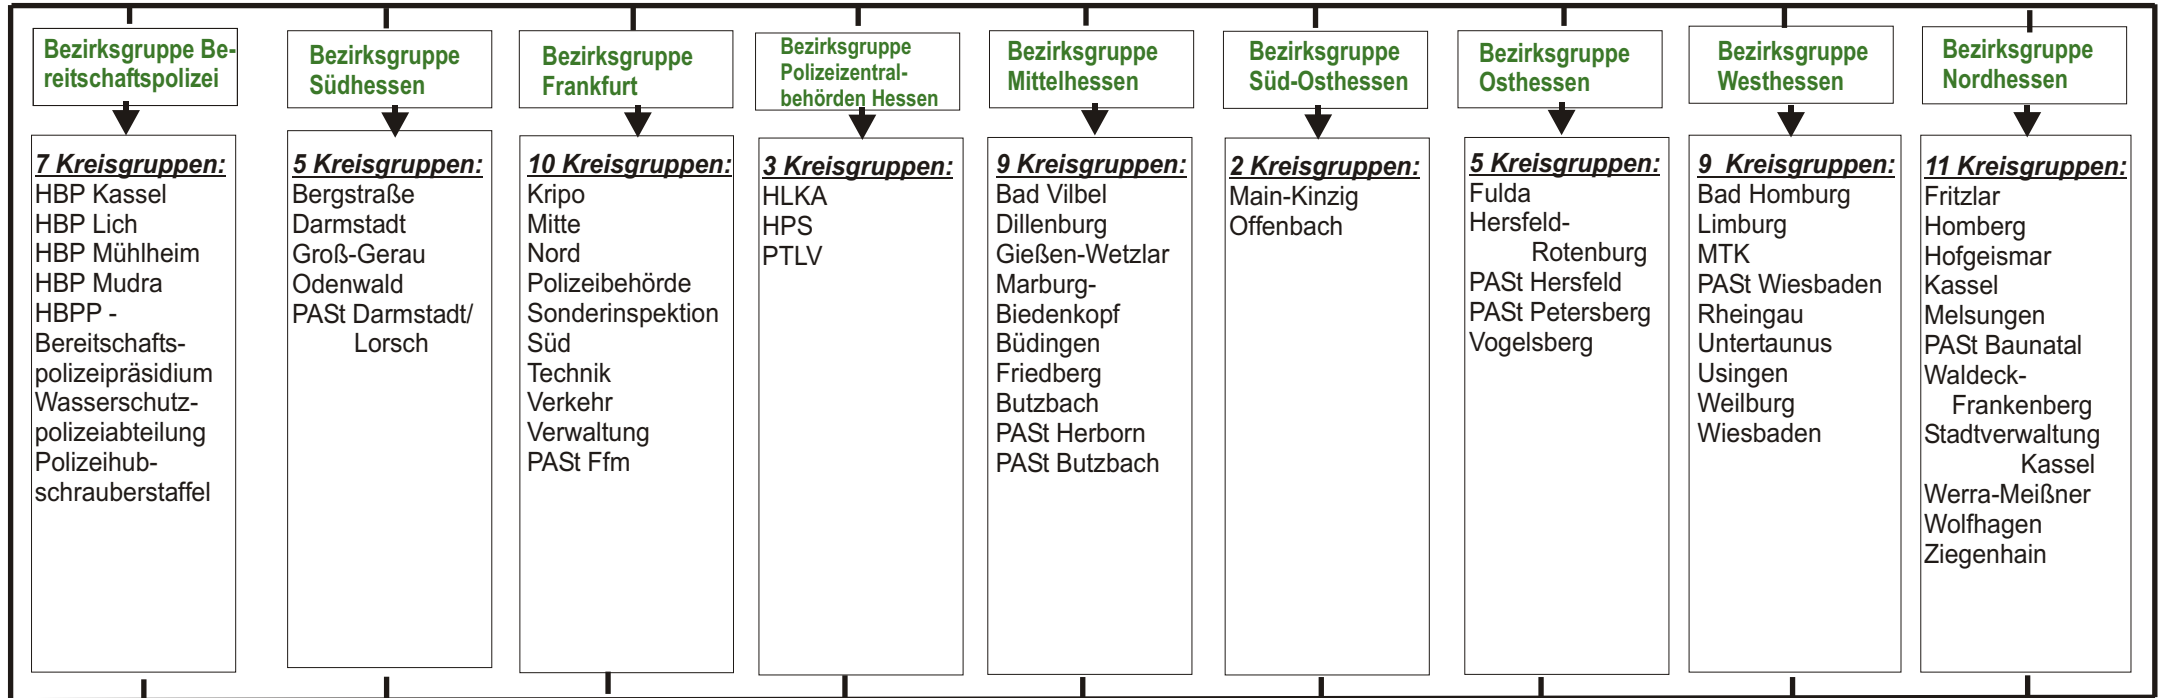 Bezirksgruppe Be-
reitschaftspolizei
7 Kreisgruppen:
HBP Kassel
HBP Lich
HBP Mühlheim
HBP Mudra
HBPP -
Bereitschafts-
polizeipräsidium
Wasserschutz-
polizeiabteilung
Polizeihub-
schrauberstaffel
Bezirksgruppe
Südhessen
5 Kreisgruppen:
Bergstraße
Darmstadt
Groß-Gerau
Odenwald
PASt Darmstadt/
Lorsch
Bezirksgruppe
Frankfurt
10 Kreisgruppen:
Kripo
Mitte
Nord
Polizeibehörde
Sonderinspektion
Süd
Technik
Verkehr
Verwaltung
PASt Ffm
Bezirksgruppe
Polizeizentral-
behörden Hessen
3 Kreisgruppen:
HLKA
HPS
PTLV
Bezirksgruppe
Mittelhessen
9 Kreisgruppen:
Bad Vilbel
Dillenburg
Gießen-Wetzlar
Marburg-
Biedenkopf
Büdingen
Friedberg
Butzbach
PASt Herborn
PASt Butzbach
Bezirksgruppe
Süd-Osthessen
2 Kreisgruppen:
Main-Kinzig
Offenbach
Bezirksgruppe
Osthessen
5 Kreisgruppen:
Fulda
Hersfeld-
Rotenburg
PASt Hersfeld
PASt Petersberg
Vogelsberg
Bezirksgruppe
Westhessen
9 Kreisgruppen:
Bad Homburg
Limburg
MTK
PASt Wiesbaden
Rheingau
Untertaunus
Usingen
Weilburg
Wiesbaden
Bezirksgruppe
Nordhessen
11 Kreisgruppen:
Fritzlar
Homberg
Hofgeismar
Kassel
Melsungen
PASt Baunatal
Waldeck-
Frankenberg
Stadtverwaltung
Kassel
Werra-Meißner
Wolfhagen
Ziegenhain